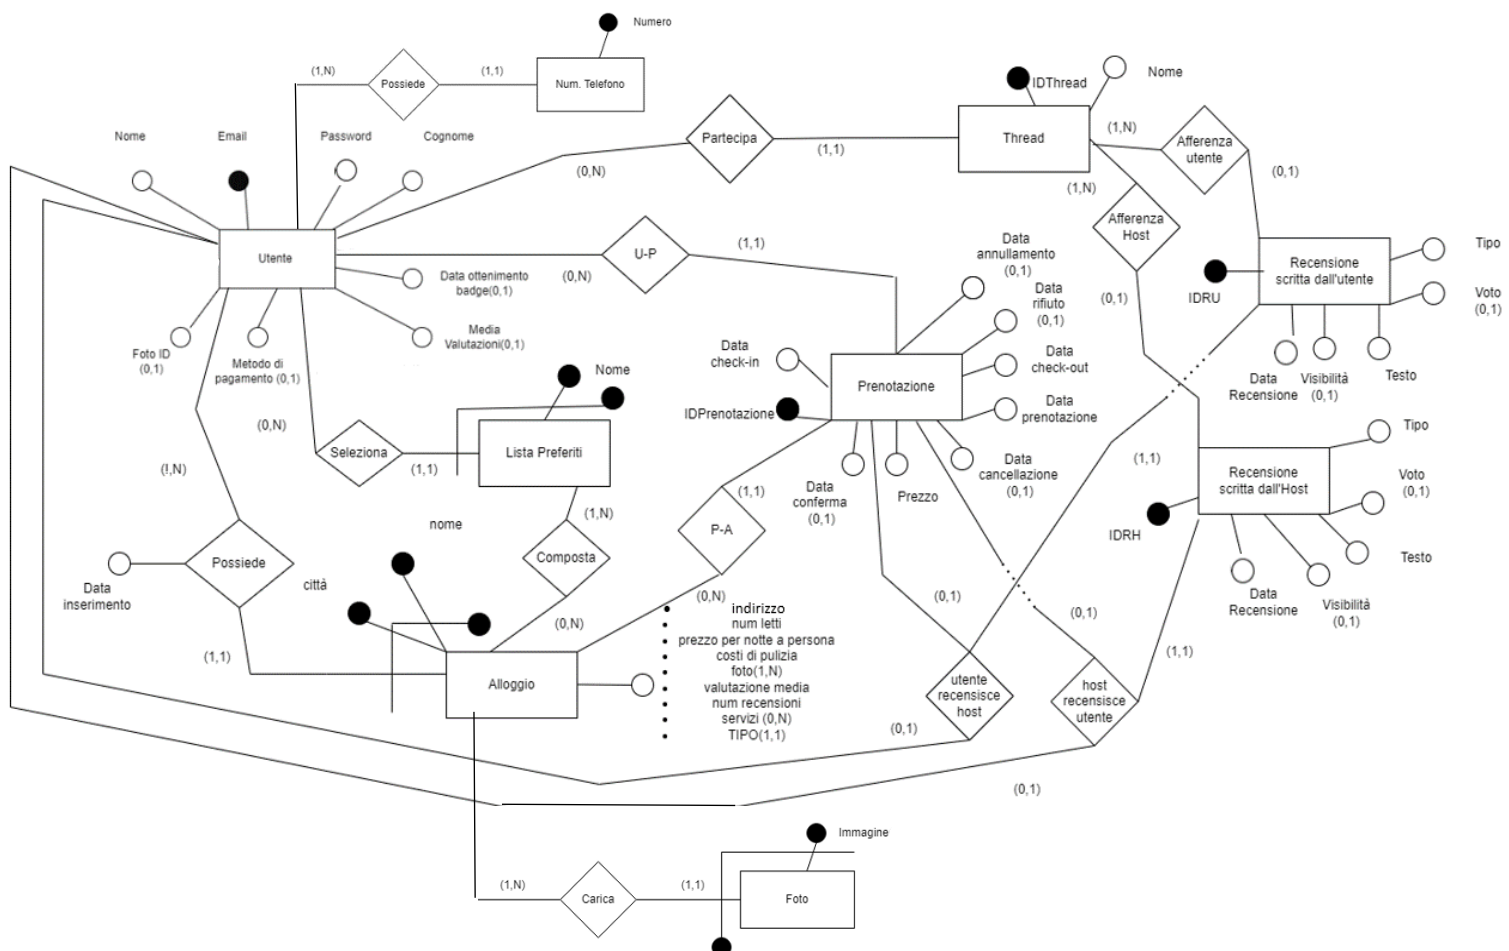 Numero
(1,N)
Possiede
(1,1)
Num. Telefono
IDThread
Nome
Nome
Email
Password
Cognome
Partecipa
(1,1)
Thread
(1,N)
Afferenza
utente
(0,N)
(1,N)
(0,1)
Afferenza
Host
Utente
U-P
(1,1)
(0,N)
Data ottenimento
badge(0,1)
Data
annullamento
(0,1)
Recensione
scritta dall'utente
Tipo
IDRU
Voto
(0,1)
Data
rifiuto
(0,1)
(0,1)
Foto ID
(0,1)
Metodo di
pagamento (0,1)
Media
Valutazioni(0,1)
Data
check-in
Data
check-out
Data
Recensione
Visibilità
(0,1)
Testo
Nome
Prenotazione
IDPrenotazione
Data
prenotazione
(0,N)
Seleziona
(1,1)
Lista Preferiti
Tipo
(!,N)
(1,1)
Recensione
scritta dall'Host
Voto
(0,1)
Data
conferma
(0,1)
Prezzo
Data
cancellazione
(0,1)
(1,1)
nome
(1,N)
P-A
IDRH
Composta
Testo
Possiede
Data
inserimento
città
(0,N)
(0,N)
(0,1)
(0,1)
Data
Recensione
Visibilità
(0,1)
indirizzo
num letti
prezzo per notte a persona
costi di pulizia
foto(1,N)
valutazione media
num recensioni
servizi (0,N)
TIPO(1,1)
(1,1)
Alloggio
(1,1)
utente
recensisce
host
host
recensisce
utente
(0,1)
(0,1)
Immagine
(1,N)
Carica
(1,1)
Foto